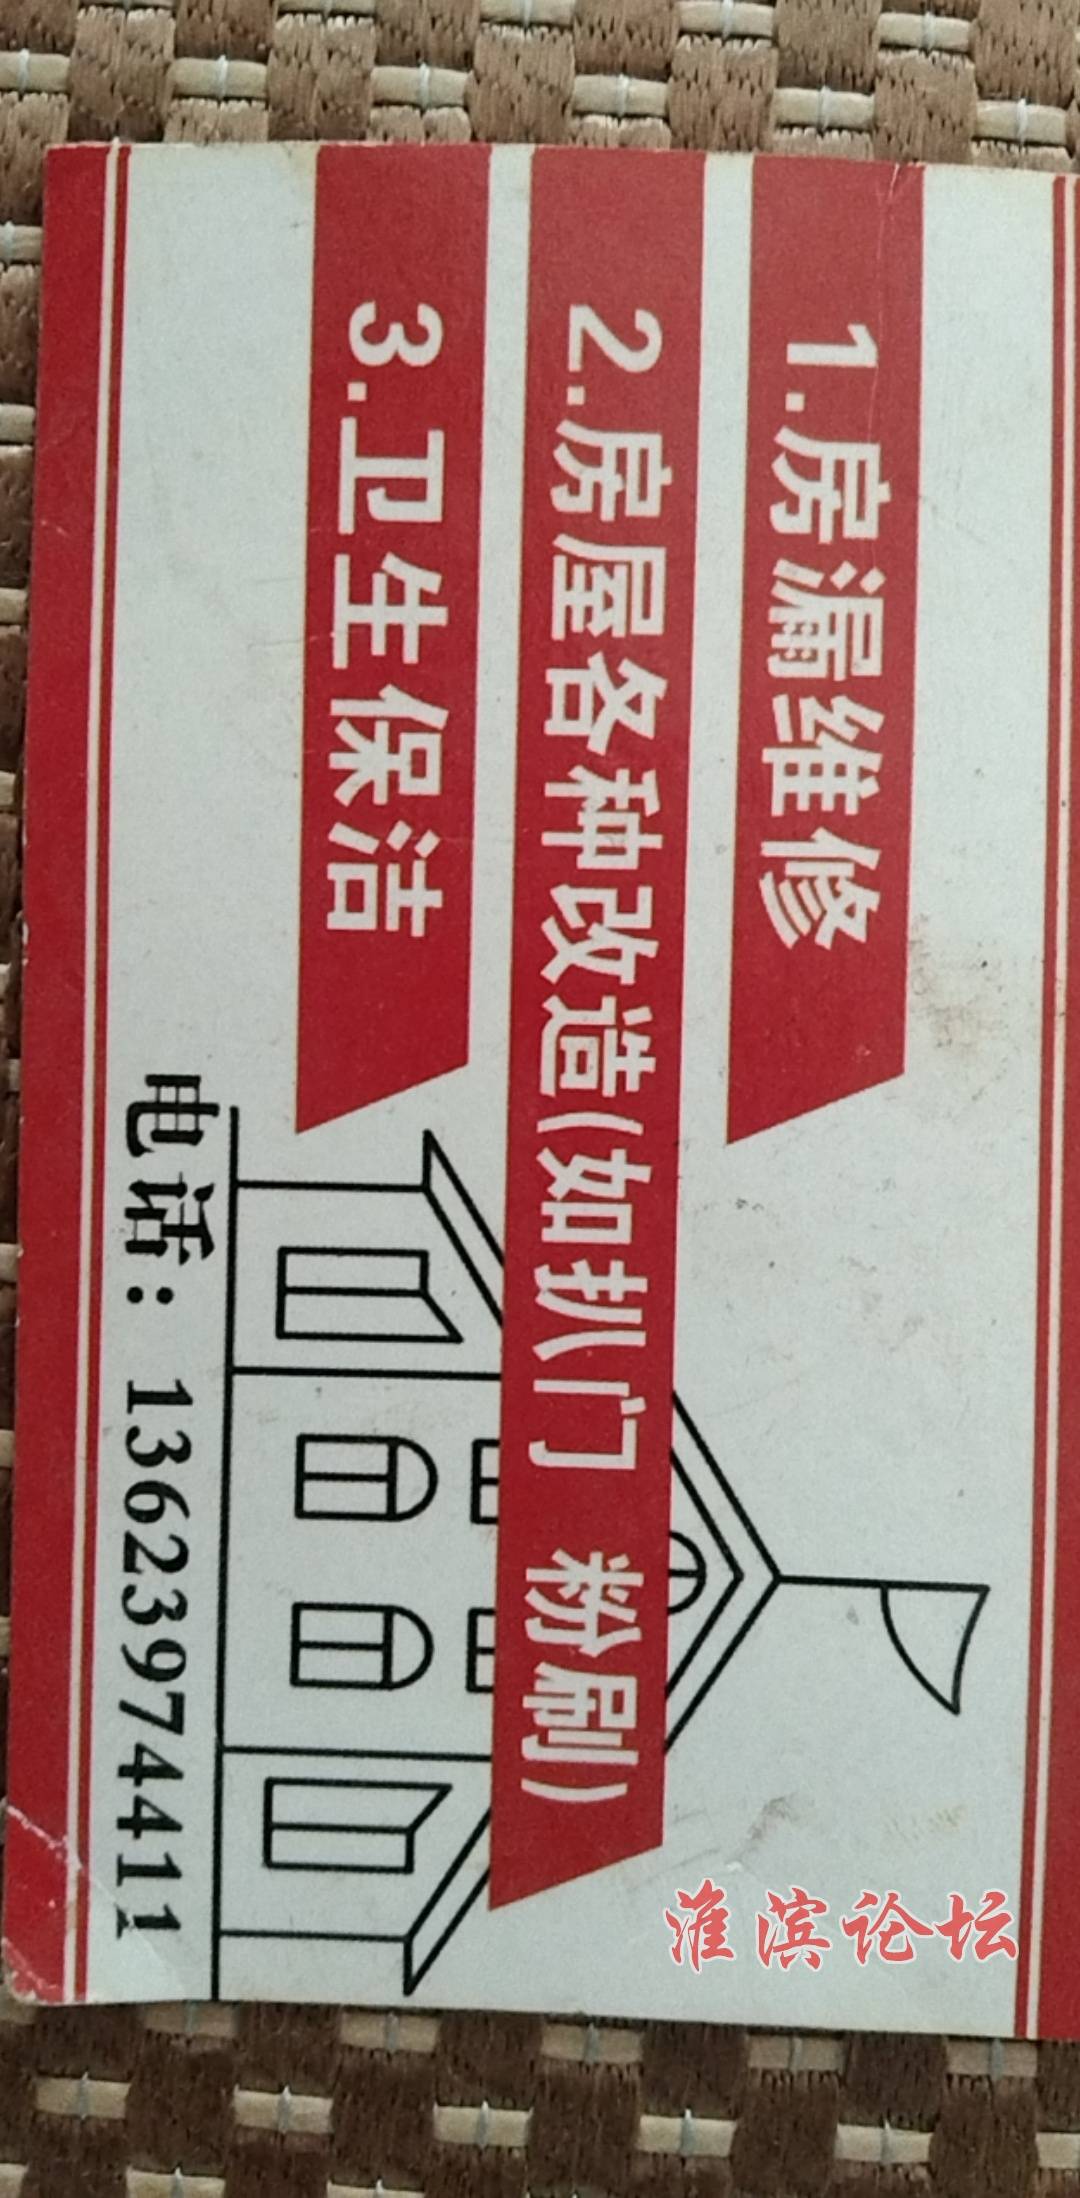 1.房漏维修
2.房屋各种改造(如扒门 粉刷)
3.卫生保洁
电话：13623974411
淮滨论坛